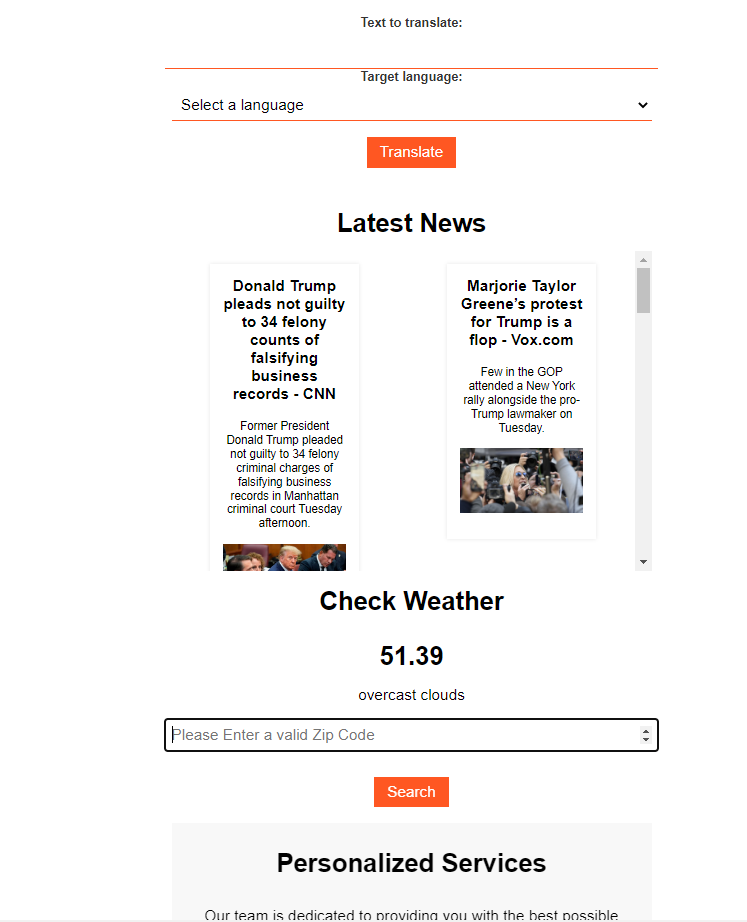 Text to translate:
Target language:
Select a language
Translate
Latest News
Donald Trump
pleads not guilty
to 34 felony
counts of
falsifying
business
records - CNN
Former President
Donald Trump pleaded
not guilty to 34 felony
criminal charges of
falsifying business
records in Manhattan
criminal court Tuesday
afternoon.
Marjorie Taylor
Greene’s protest
for Trump is a
flop - Vox.com
Few in the GOP
attended a New York
rally alongside the pro-
Trump lawmaker on
Tuesday.
Check Weather
51.39
overcast clouds
Please Enter a valid Zip Code
Search
Personalized Services
Our team is dedicated to providing you with the best possible